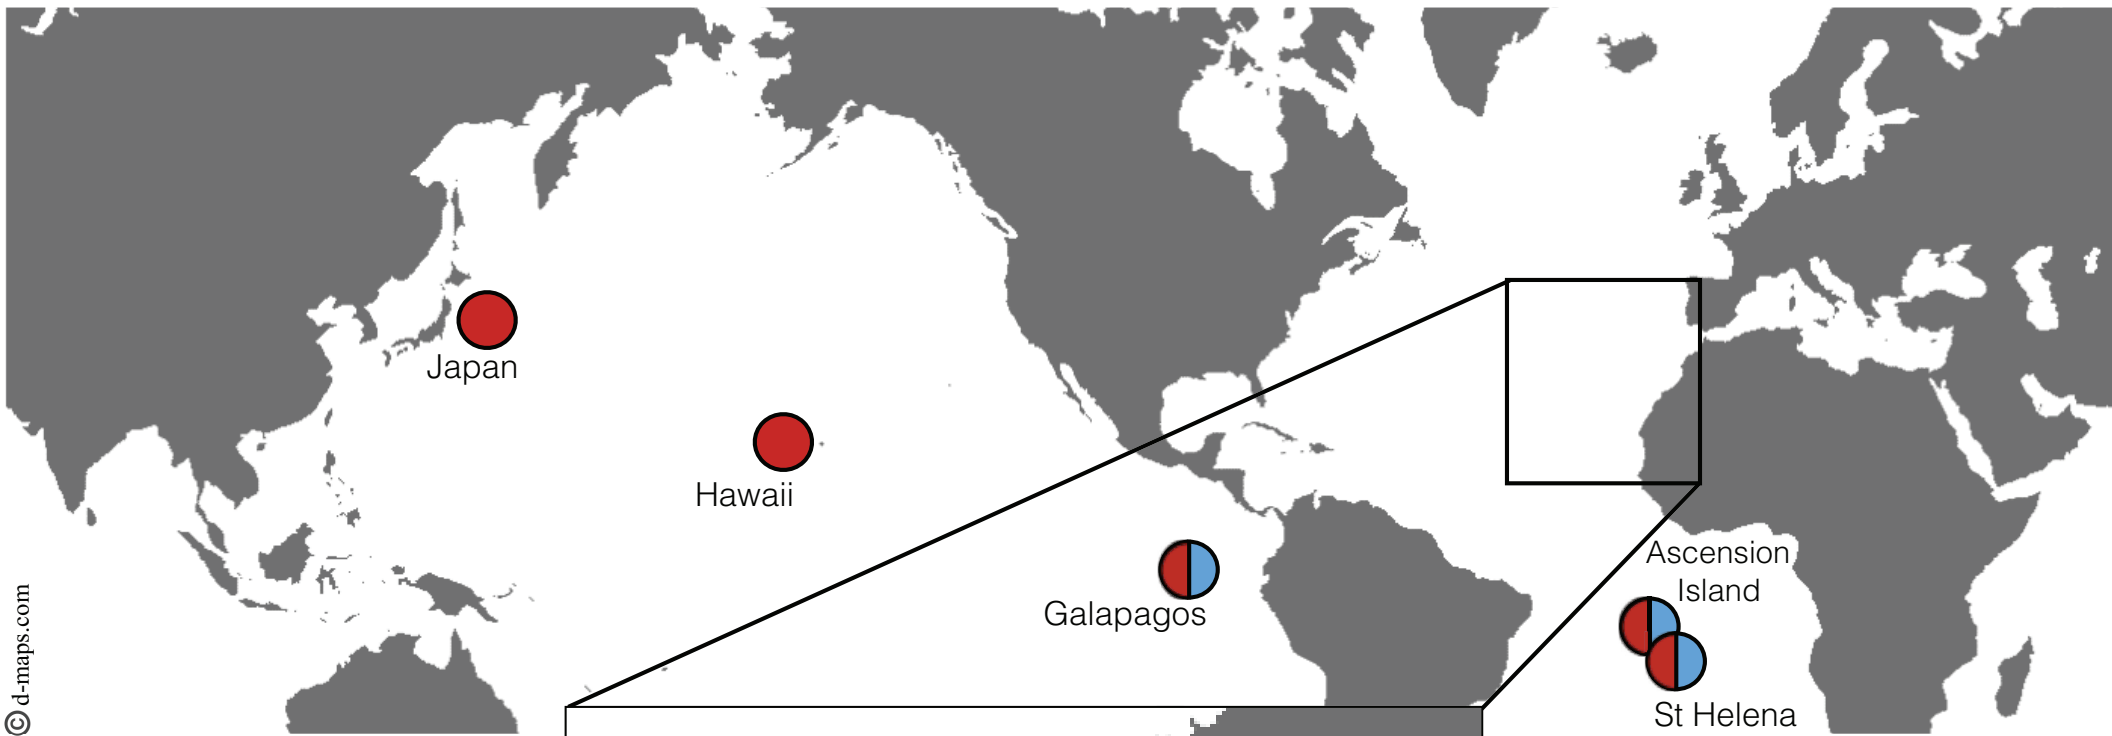 Japan
Hawaii
Galapagos
Ascension
Island
St Helena
© d-maps.com